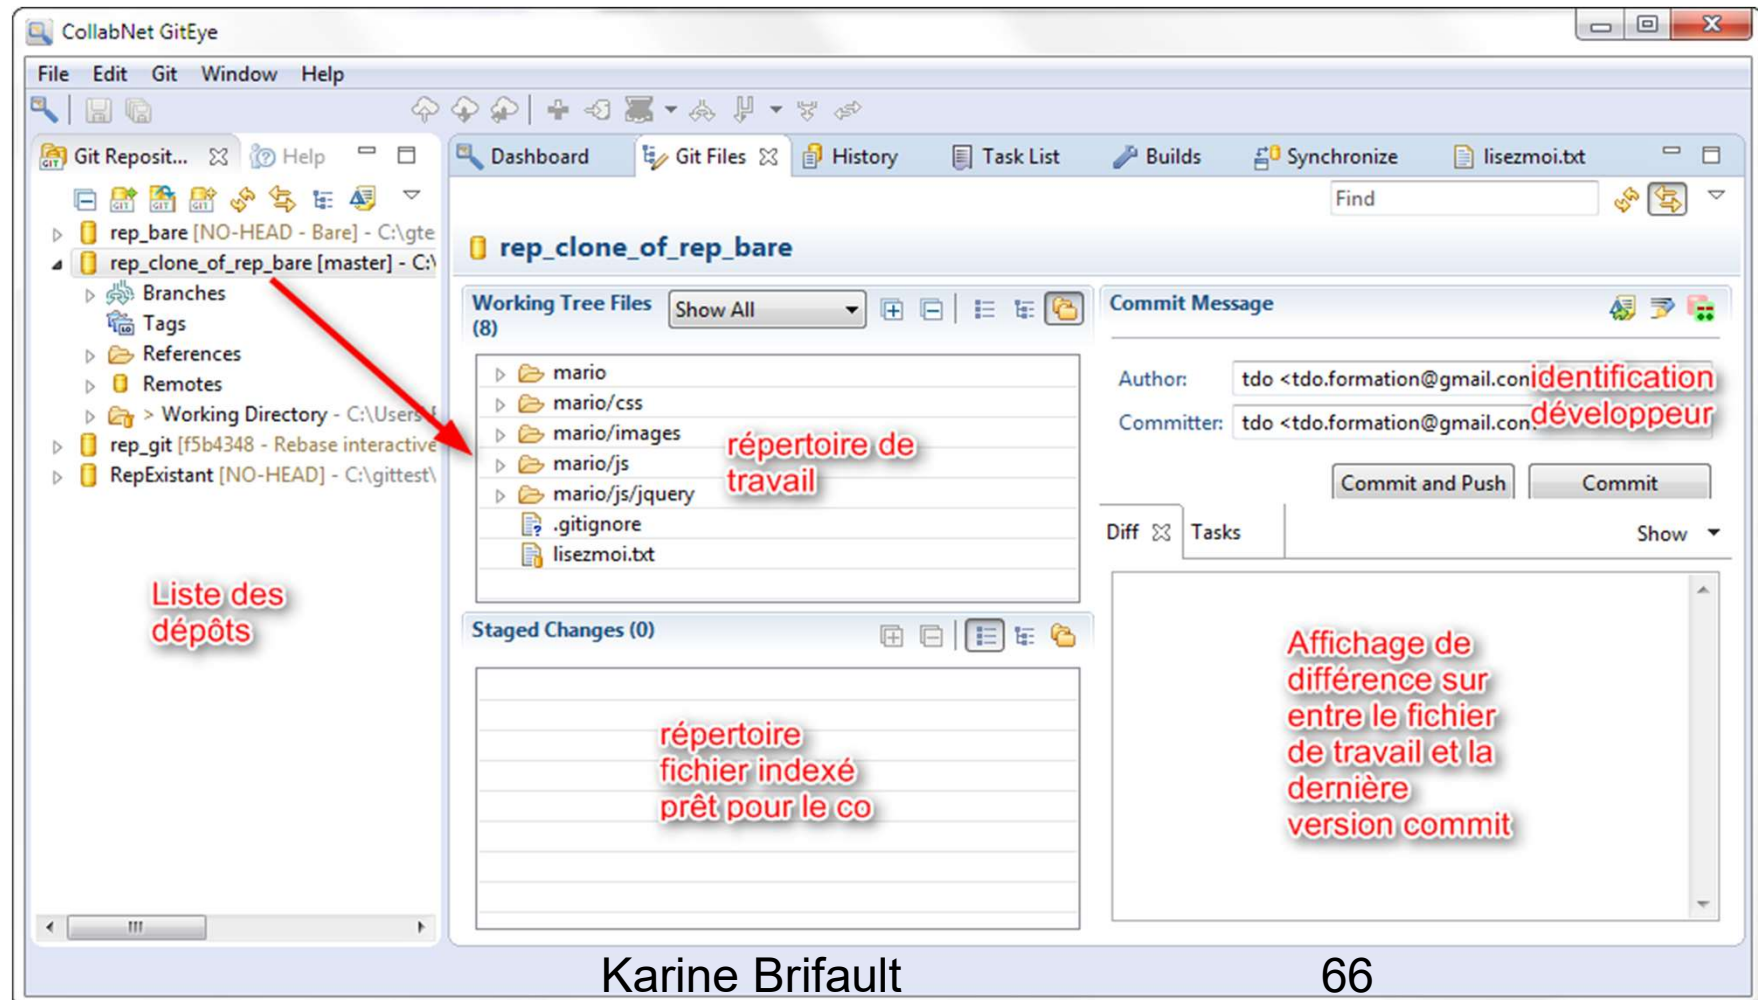 CollabNet GitEye
File Edit Git Window Help
Git Reposit... Help
Dashboard Git Files History Task List Builds Synchronize lisezmoi.txt
Find
rep_bare [NO-HEAD - Bare] - C:\gte
rep_clone_of_rep_bare [master] - C:\
Branches
Tags
References
Remotes
> Working Directory - C:\Users\
rep_git [f5b4348 - Rebase interactive
RepExistant [NO-HEAD] - C:\gittest\
Liste des
dépôts
rep_clone_of_rep_bare
Working Tree Files
(8)
Show All
mario
mario/css
mario/images
mario/js
mario/js/jquery
.gitignore
lisezmoi.txt
répertoire de
travail
Staged Changes (0)
répertoire
fichier indexé
prêt pour le co
Commit Message
Author: tdo <tdo.formation@gmail.con
Committer: tdo <tdo.formation@gmail.con
identification
développeur
Commit and Push Commit
Diff Tasks Show
Affichage de
différence sur
entre le fichier
de travail et la
dernière
version commit
Karine Brifault 66